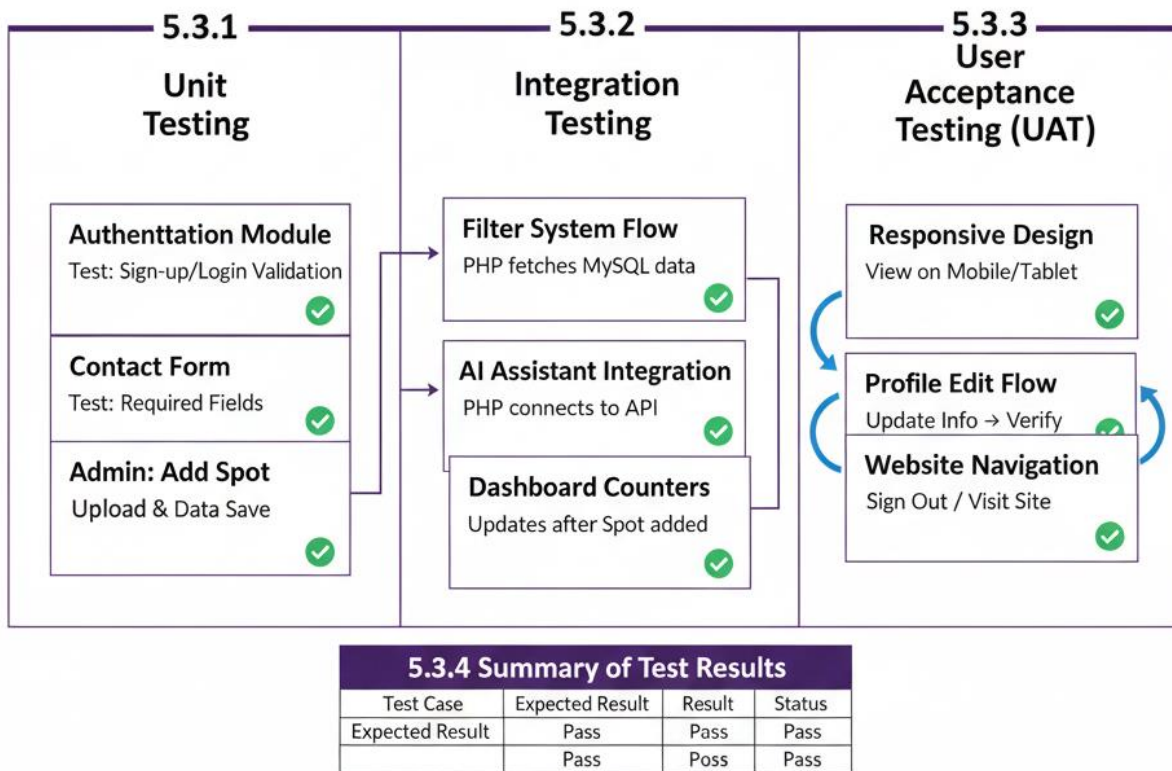 5.3.1
Unit
Testing
Authenttation Module
Test: Sign-up/Login Validation
Contact Form
Test: Required Fields
Admin: Add Spot
Upload & Data Save
5.3.2
Integration
Testing
Filter System Flow
PHP fetches MySQL data
AI Assistant Integration
PHP connects to API
Dashboard Counters
Updates after Spot added
5.3.3
User
Acceptance
Testing (UAT)
Responsive Design
View on Mobile/Tablet
Profile Edit Flow
Update Info → Verify
Website Navigation
Sign Out / Visit Site
5.3.4 Summary of Test Results
Test Case Expected Result Result Status
Expected Result Pass Pass Pass
Pass Poss Pass